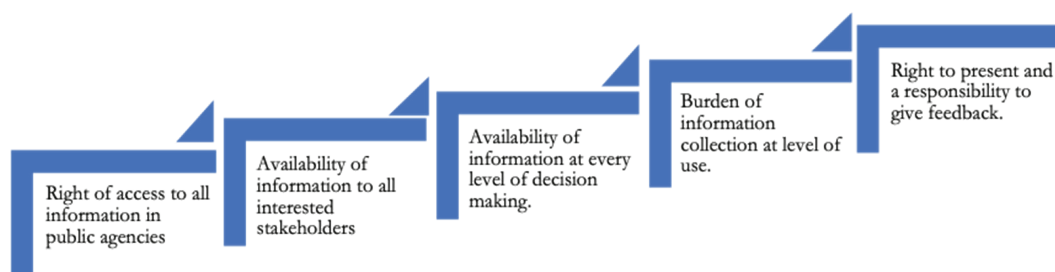 Right of access to all
information in
public agencies
Availability of
information to all
interested
stakeholders
Availability of
information at every
level of decision
making.
Burden of
information
collection at level of
use.
Right to present and
a responsibility to
give feedback.